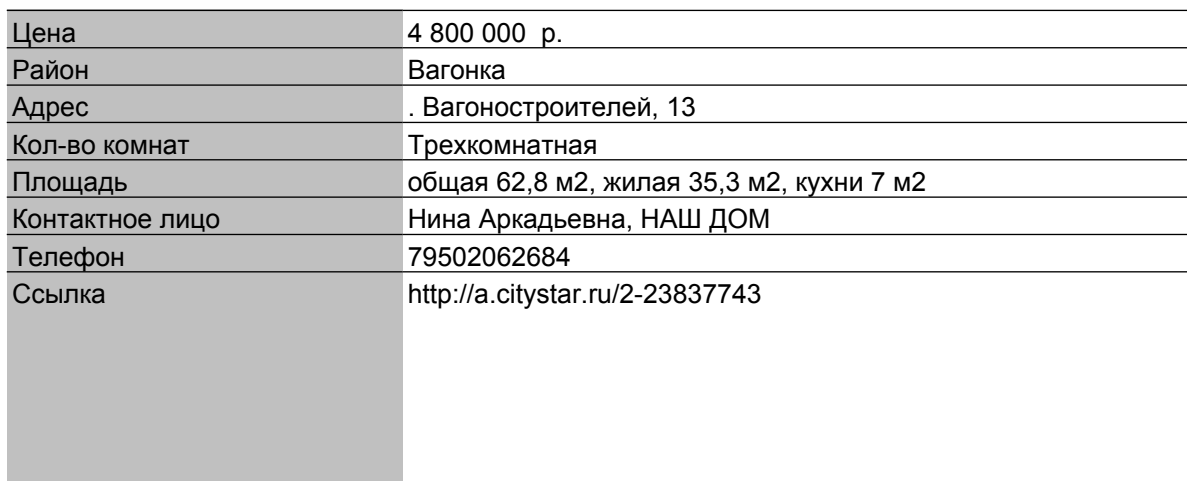 Цена 4 800 000 р.
Район Вагонка
Адрес . Вагоностроителей, 13
Кол-во комнат Трехкомнатная
Площадь общая 62,8 м2, жилая 35,3 м2, кухни 7 м2
Контактное лицо Нина Аркадьевна, НАШ ДОМ
Телефон 79502062684
Ссылка http://a.citystar.ru/2-23837743